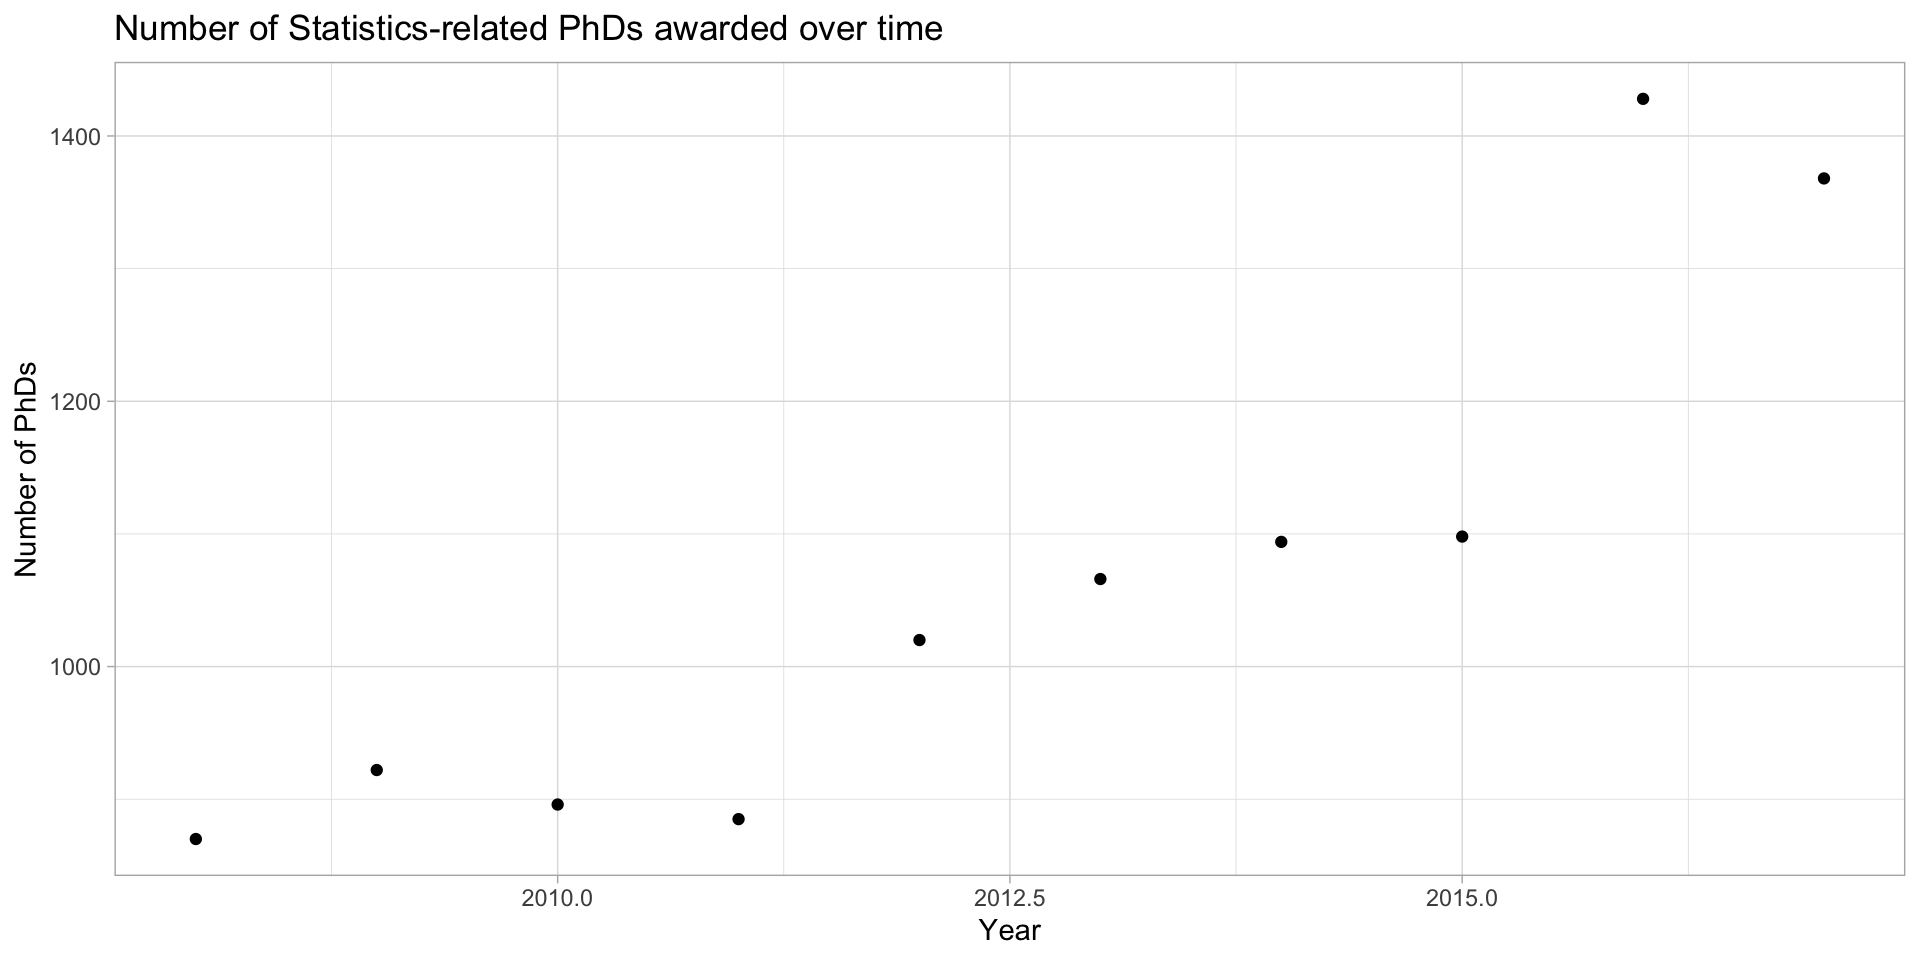 Number of Statistics-related PhDs awarded over time
Number of PhDs
1400
1200
1000
2010.0
2012.5
2015.0
Year